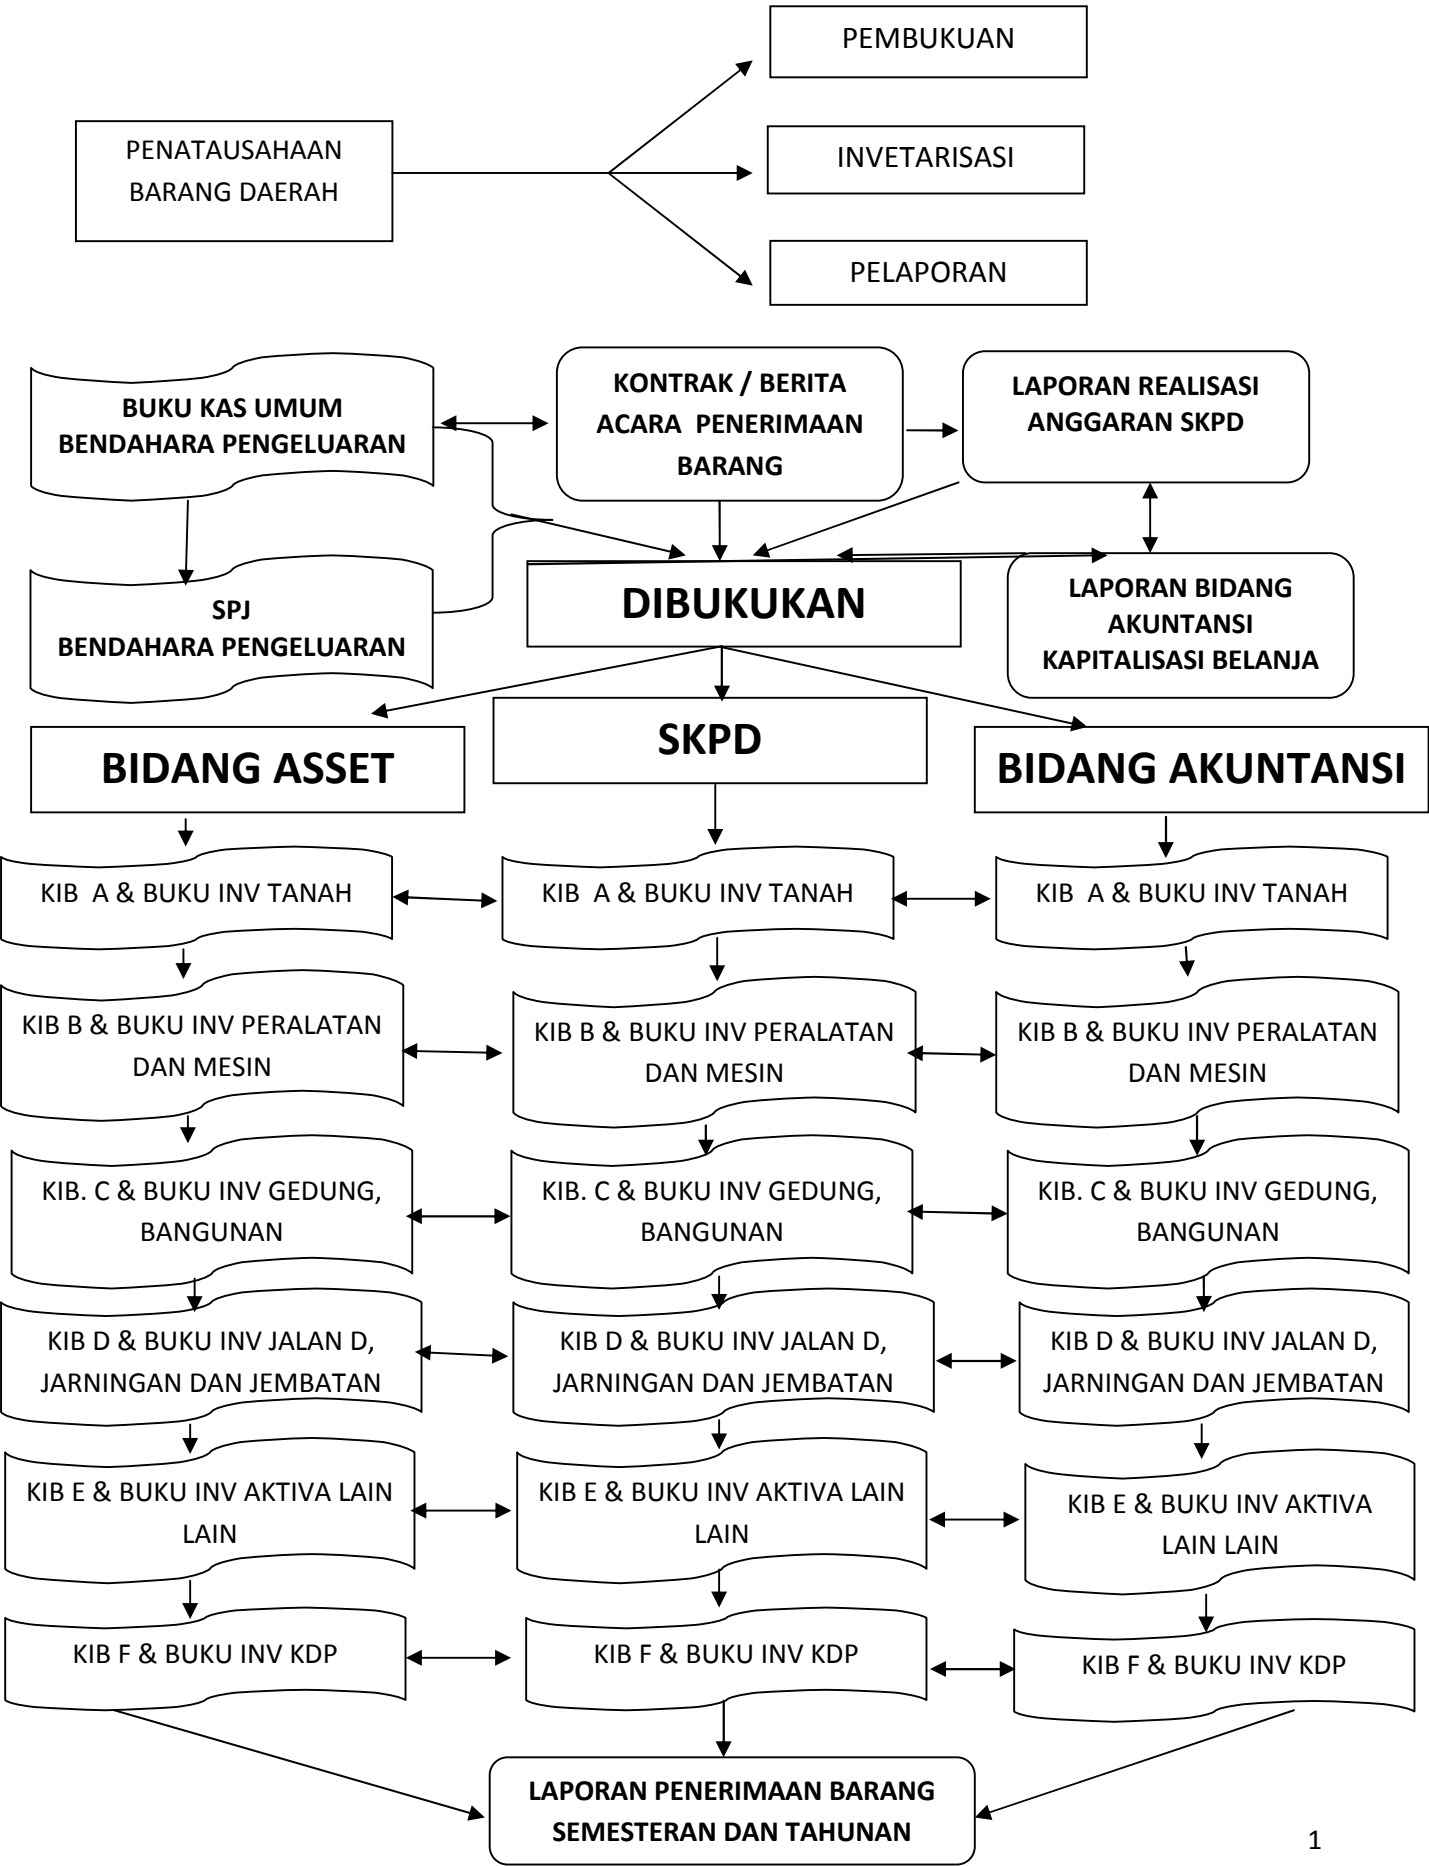 PEMBUKUAN
PENATAUSAHAAN
BARANG DAERAH
INVETARISASI
PELAPORAN
BUKU KAS UMUM
BENDAHARA PENGELUARAN
KONTRAK / BERITA
ACARA PENERIMAAN
BARANG
LAPORAN REALISASI
ANGGARAN SKPD
SPJ
BENDAHARA PENGELUARAN
DIBUKUKAN
LAPORAN BIDANG
AKUNTANSI
KAPITALISASI BELANJA
BIDANG ASSET
SKPD
BIDANG AKUNTANSI
KIB A & BUKU INV TANAH
KIB A & BUKU INV TANAH
KIB A & BUKU INV TANAH
KIB B & BUKU INV PERALATAN
DAN MESIN
KIB B & BUKU INV PERALATAN
DAN MESIN
KIB B & BUKU INV PERALATAN
DAN MESIN
KIB. C & BUKU INV GEDUNG,
BANGUNAN
KIB. C & BUKU INV GEDUNG,
BANGUNAN
KIB. C & BUKU INV GEDUNG,
BANGUNAN
KIB D & BUKU INV JALAN D,
JARNINGAN DAN JEMBATAN
KIB D & BUKU INV JALAN D,
JARNINGAN DAN JEMBATAN
KIB D & BUKU INV JALAN D,
JARNINGAN DAN JEMBATAN
KIB E & BUKU INV AKTIVA LAIN
LAIN
KIB E & BUKU INV AKTIVA LAIN
LAIN
KIB E & BUKU INV AKTIVA
LAIN LAIN
KIB F & BUKU INV KDP
KIB F & BUKU INV KDP
KIB F & BUKU INV KDP
LAPORAN PENERIMAAN BARANG
SEMESTERAN DAN TAHUNAN
1